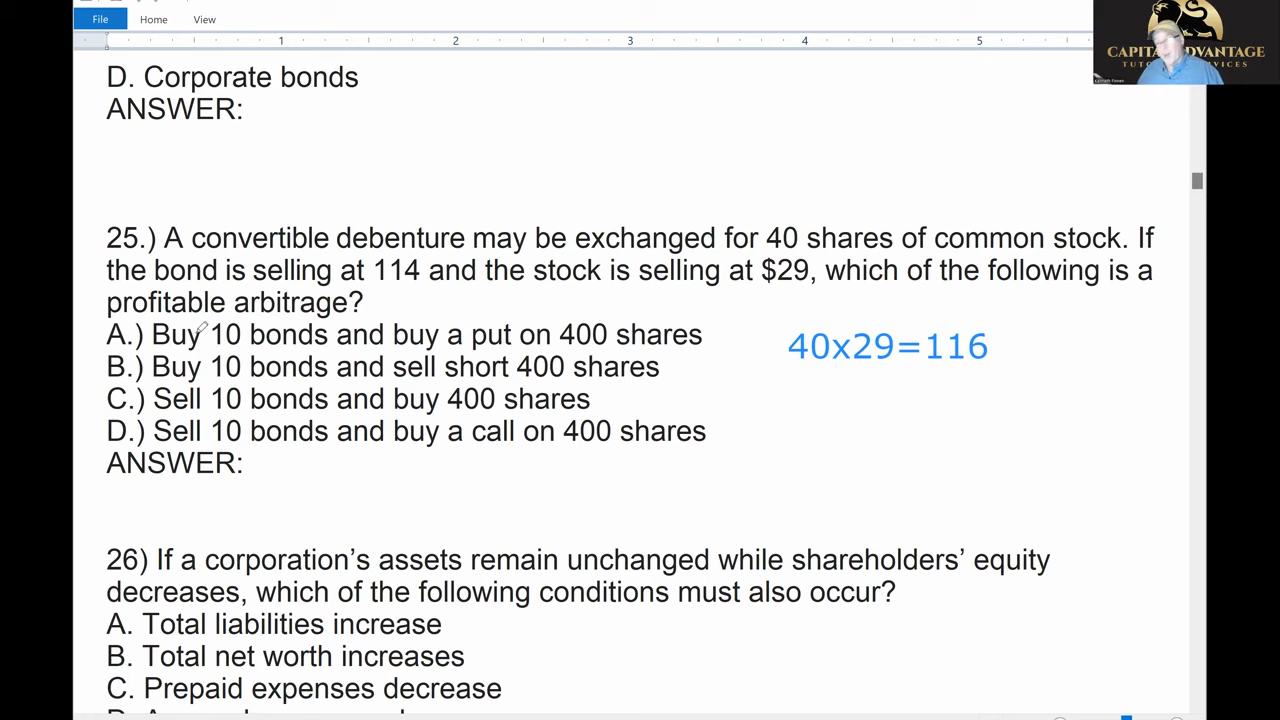 File Home View
1 2 3 4 5
CAPITAL ADVANTAGE
D. Corporate bonds
ANSWER:
25.) A convertible debenture may be exchanged for 40 shares of common stock. If
the bond is selling at 114 and the stock is selling at $29, which of the following is a
profitable arbitrage?
A.) Buy 10 bonds and buy a put on 400 shares
40x29=116
B.) Buy 10 bonds and sell short 400 shares
C.) Sell 10 bonds and buy 400 shares
D.) Sell 10 bonds and buy a call on 400 shares
ANSWER:
26) If a corporation’s assets remain unchanged while shareholders’ equity
decreases, which of the following conditions must also occur?
A. Total liabilities increase
B. Total net worth increases
C. Prepaid expenses decrease